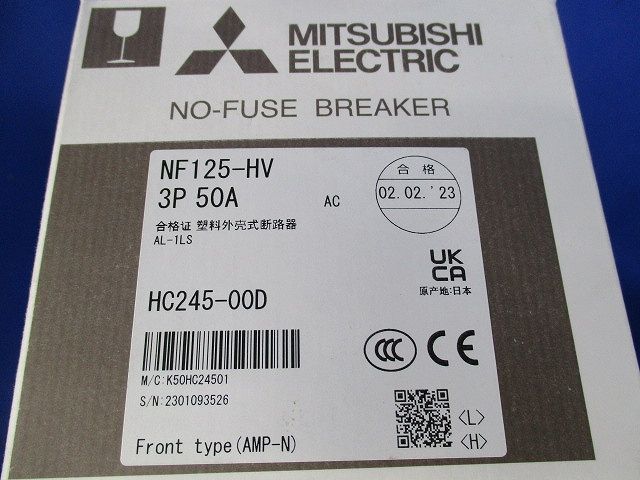 MITSUBISHI
ELECTRIC
NO-FUSE BREAKER
NF125-HV
3P 50A
AC
合格
02.02.'23
合格证 塑料外壳式断路器
AL-1LS
UK
CA
原产地:日本
HC245-00D
CCC
CE
M/C:K50HC24501
S/N:2301093526
<L>
<H>
Front type(AMP-N)